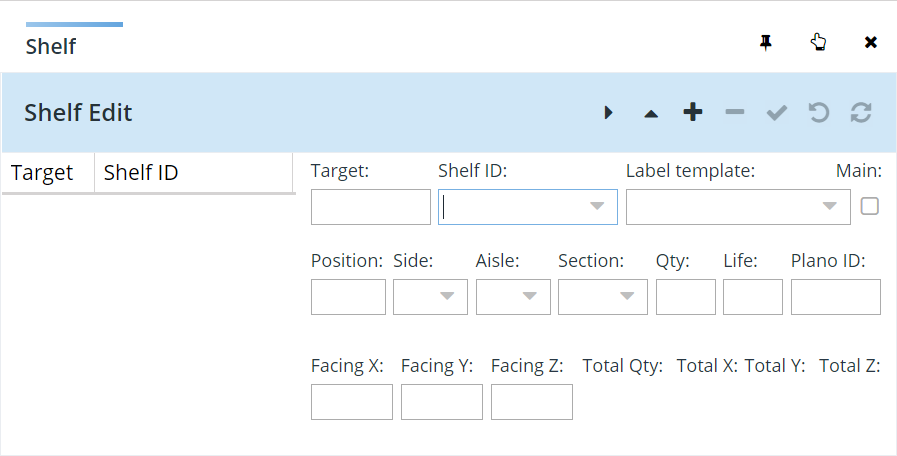 Shelf
Shelf Edit
Target Shelf ID
Target: Shelf ID: Label template: Main:
Position: Side: Aisle: Section: Qty: Life: Plano ID:
Facing X: Facing Y: Facing Z: Total Qty: Total X: Total Y: Total Z: